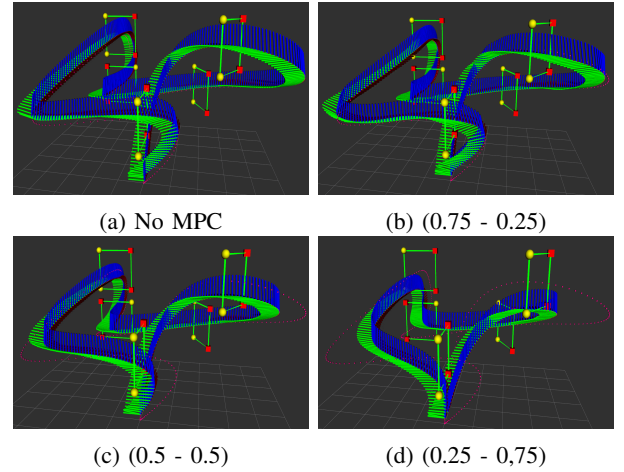 (a) No MPC
(b) (0.75 - 0.25)
(c) (0.5 - 0.5)
(d) (0.25 - 0,75)